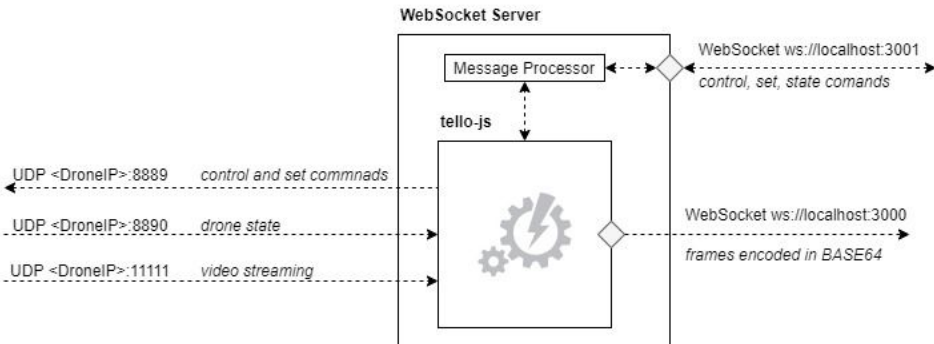 WebSocket Server
WebSocket ws://localhost:3001
Message Processor
control, set, state comands
tello-js
UDP <DroneIP>:8889 control and set commnads
UDP <DroneIP>:8890 drone state
WebSocket ws://localhost:3000
frames encoded in BASE64
UDP <DroneIP>:11111 video streaming